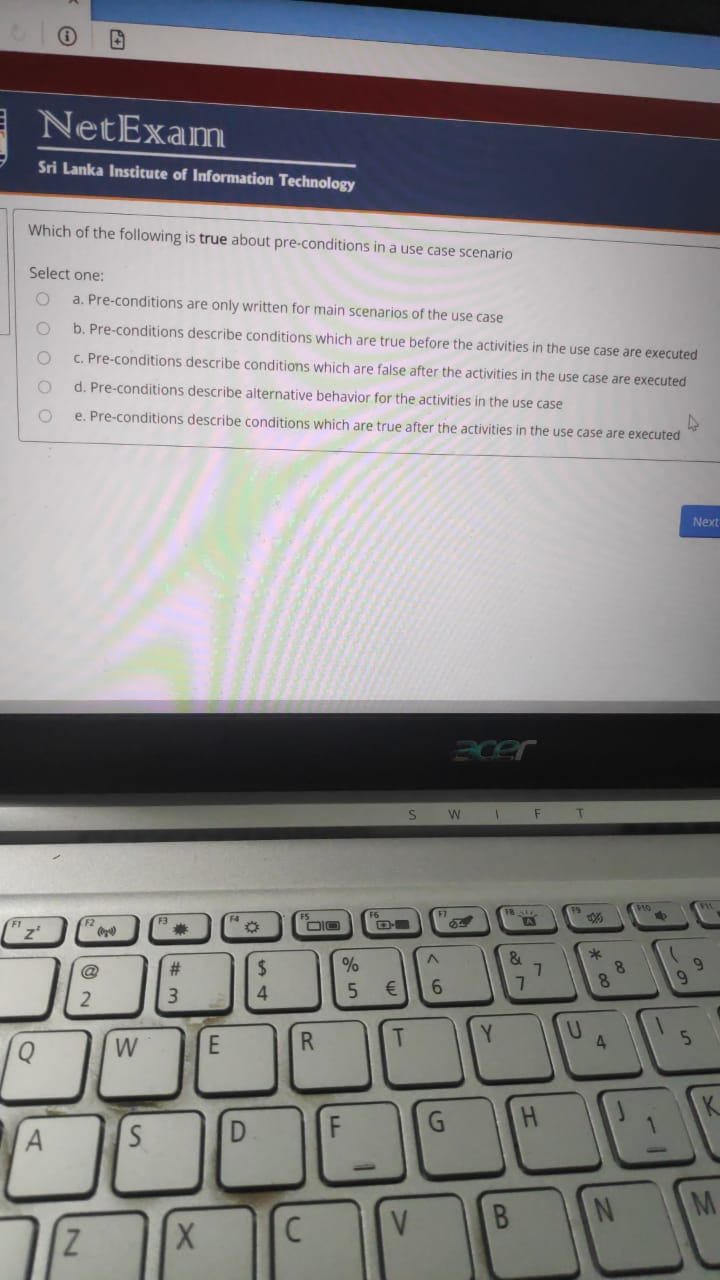 NetExam
Sri Lanka Institute of Information Technology
Which of the following is true about pre-conditions in a use case scenario
Select one:
a. Pre-conditions are only written for main scenarios of the use case
b. Pre-conditions describe conditions which are true before the activities in the use case are executed
c. Pre-conditions describe conditions which are false after the activities in the use case are executed
d. Pre-conditions describe alternative behavior for the activities in the use case
e. Pre-conditions describe conditions which are true after the activities in the use case are executed
Next
acer
SWIFT
F1 F2 F3 F4 F5 F6 F7 F8 F9 F10 F11
@ # $ % ^ & 7 * 8 ( 9
2 3 4 5 € 6 7 8 9
Q W E R T Y U 4 I 5
A S D F G H J 1 K
Z X C V B N M